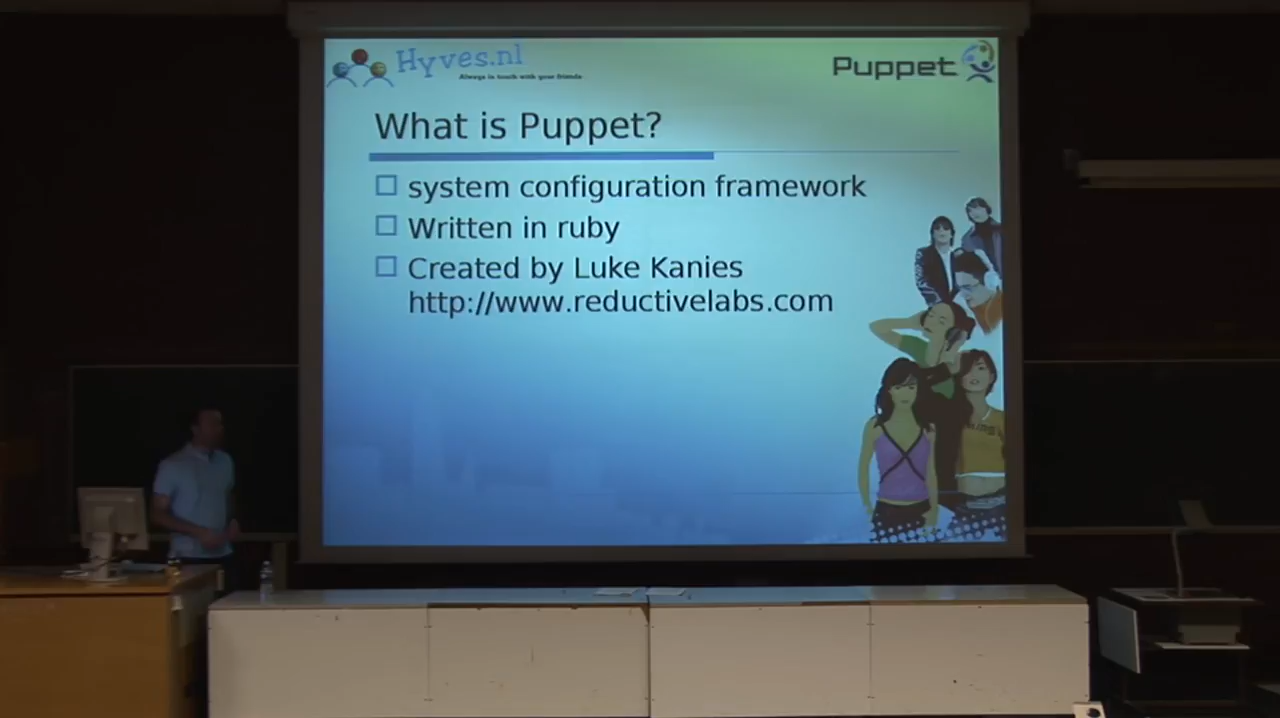 Hyves.nl
Always in touch with your friends
Puppet
What is Puppet?
system configuration framework
Written in ruby
Created by Luke Kanies
http://www.reductivelabs.com